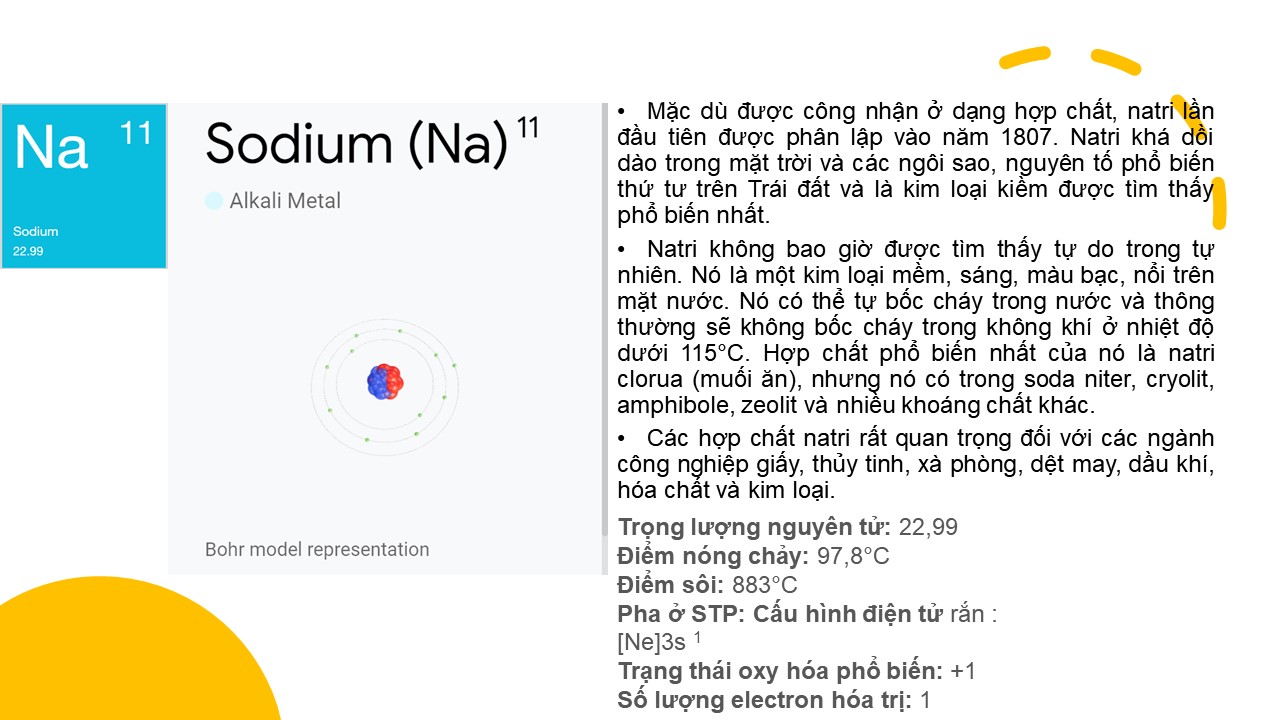 Na 11
Sodium
22.99
Sodium (Na) 11
Alkali Metal
Bohr model representation
• Mặc dù được công nhận ở dạng hợp chất, natri lần
đầu tiên được phân lập vào năm 1807. Natri khá dồi
dào trong mặt trời và các ngôi sao, nguyên tố phổ biến
thứ tư trên Trái đất và là kim loại kiềm được tìm thấy
phổ biến nhất.
• Natri không bao giờ được tìm thấy tự do trong tự
nhiên. Nó là một kim loại mềm, sáng, màu bạc, nổi trên
mặt nước. Nó có thể tự bốc cháy trong nước và thông
thường sẽ không bốc cháy trong không khí ở nhiệt độ
dưới 115°C. Hợp chất phổ biến nhất của nó là natri
clorua (muối ăn), nhưng nó có trong soda niter, cryolit,
amphibole, zeolit và nhiều khoáng chất khác.
• Các hợp chất natri rất quan trọng đối với các ngành
công nghiệp giấy, thủy tinh, xà phòng, dệt may, dầu khí,
hóa chất và kim loại.
Trọng lượng nguyên tử: 22,99
Điểm nóng chảy: 97,8°C
Điểm sôi: 883°C
Pha ở STP: Cấu hình điện tử rắn :
[Ne]3s 1
Trạng thái oxy hóa phổ biến: +1
Số lượng electron hóa trị: 1